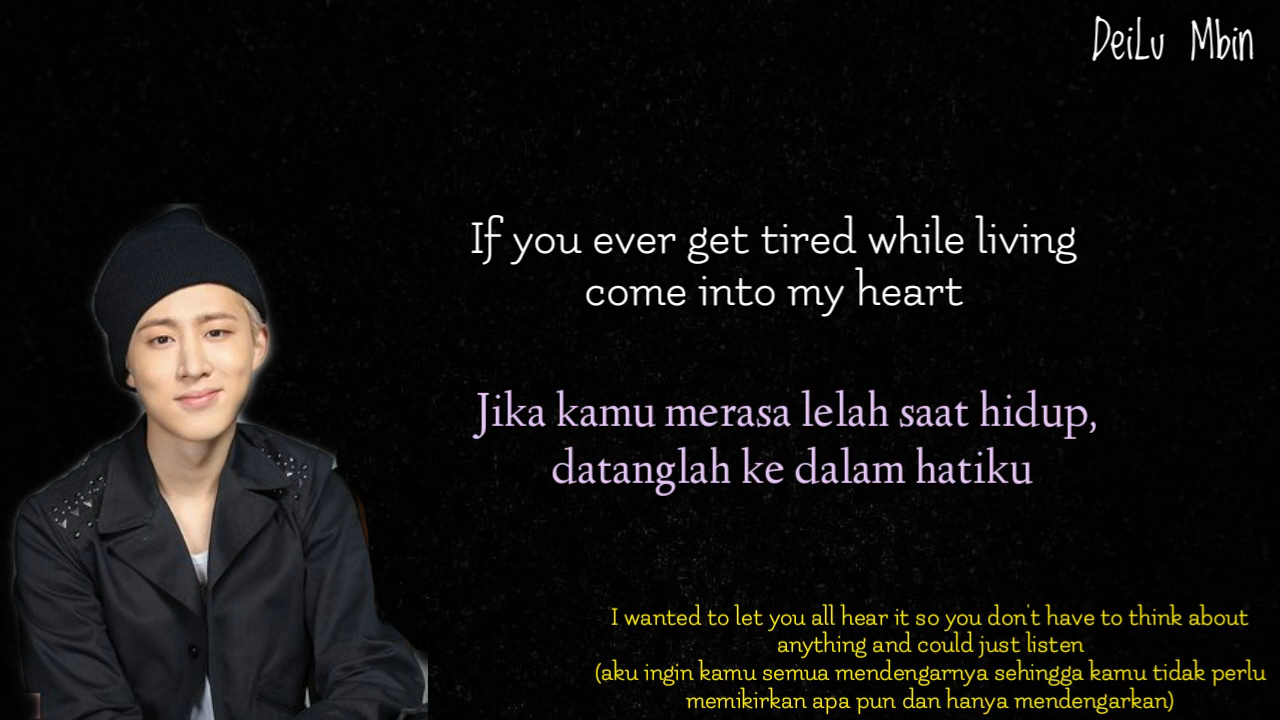 DeiLu Mbin
If you ever get tired while living
come into my heart
Jika kamu merasa lelah saat hidup,
datanglah ke dalam hatiku
I wanted to let you all hear it so you don't have to think about
anything and could just listen
(aku ingin kamu semua mendengarnya sehingga kamu tidak perlu
memikirkan apa pun dan hanya mendengarkan)